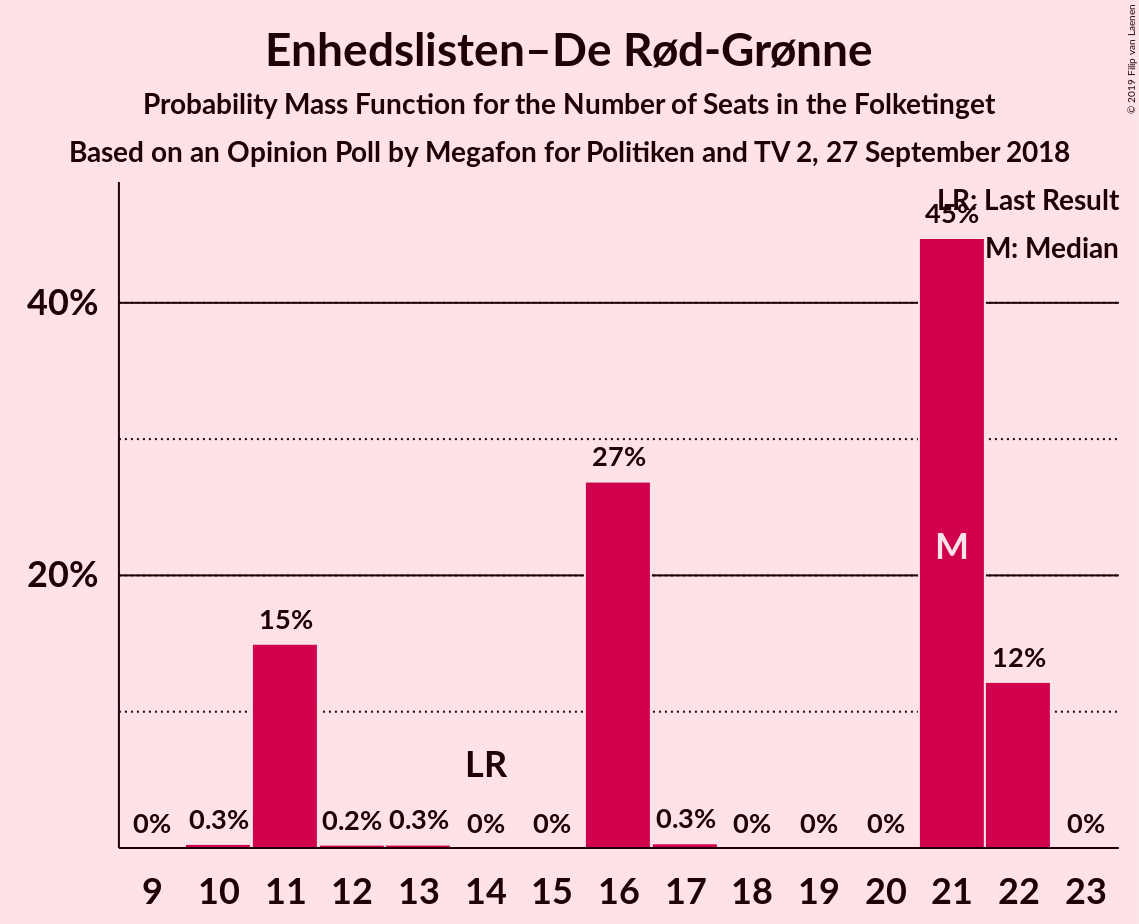 Enhedslisten–De Rød-Grønne
Probability Mass Function for the Number of Seats in the Folketinget
Based on an Opinion Poll by Megafon for Politiken and TV 2, 27 September 2018
© 2019 Filip van Laenen
LR: Last Result
M: Median
45%
40%
27%
M
20%
15%
12%
LR
0% 0.3% 0.2% 0.3% 0% 0% 0.3% 0% 0% 0% 0%
9 10 11 12 13 14 15 16 17 18 19 20 21 22 23